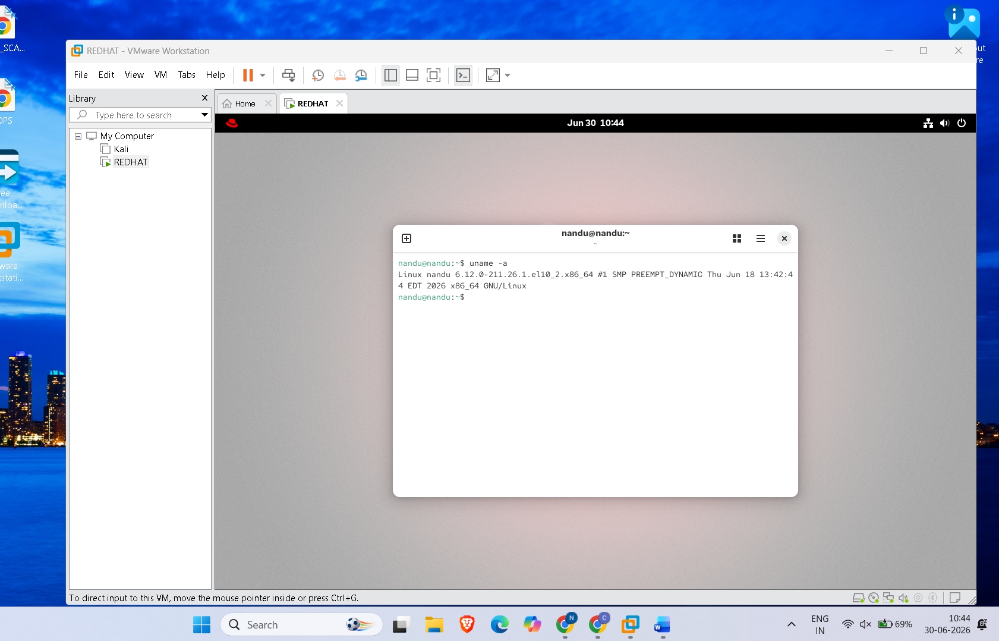 _SCA...
OPS
ree
nloa...
ware
stati...
out
re
REDHAT - VMware Workstation
File Edit View VM Tabs Help
Library
Type here to search
My Computer
Kali
REDHAT
Home
REDHAT
Jun 30 10:44
nandu@nandu:~
~
nandu@nandu:~$ uname -a
Linux nandu 6.12.0-211.26.1.el10_2.x86_64 #1 SMP PREEMPT_DYNAMIC Thu Jun 18 13:42:4
4 EDT 2026 x86_64 GNU/Linux
nandu@nandu:~$
To direct input to this VM, move the mouse pointer inside or press Ctrl+G.
Search
N
C
W
ENG
IN
69%
10:44
30-06-2026